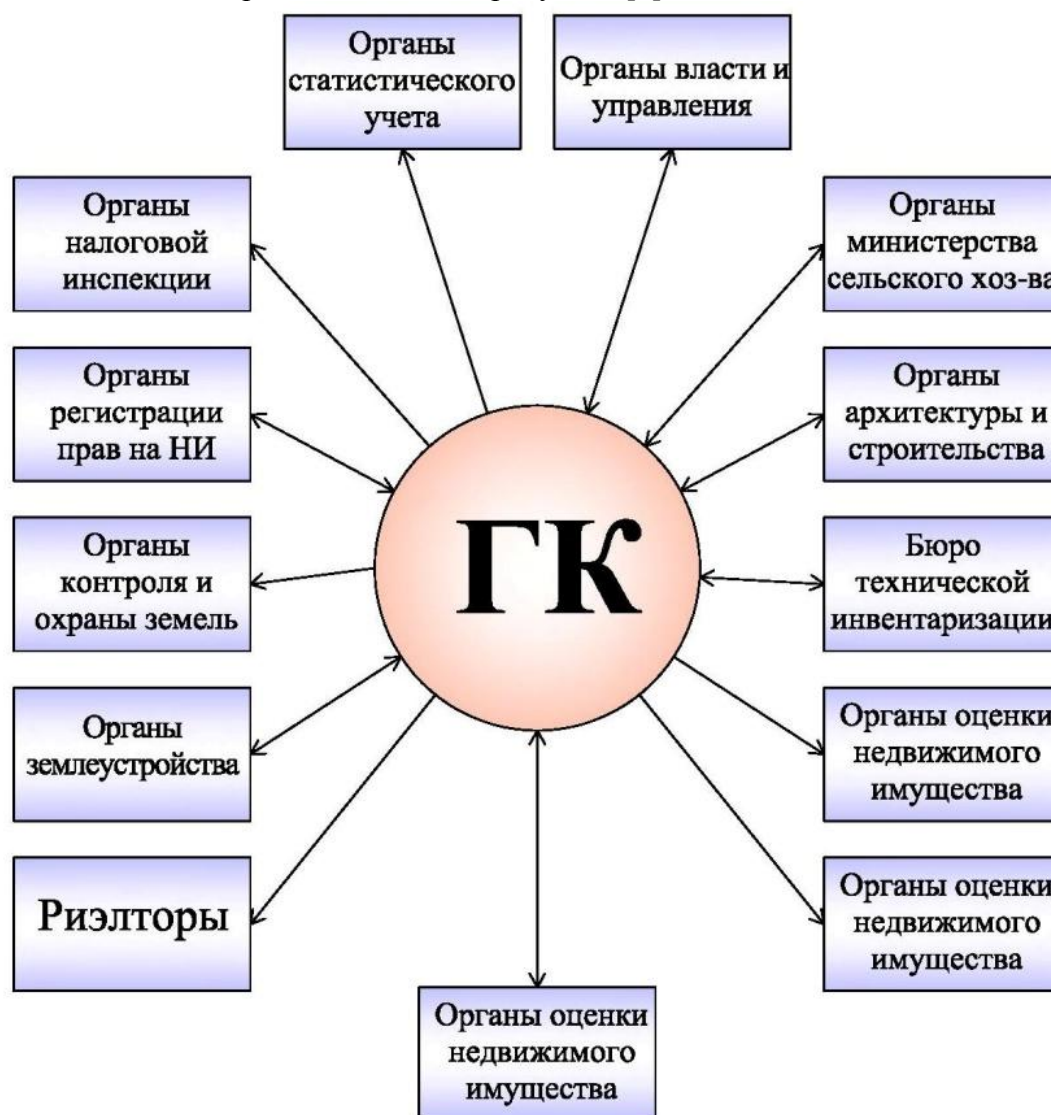 Органы
статистического
учета
Органы власти и
управления
Органы
налоговой
инспекции
Органы
министерства
сельского хоз-ва
Органы
регистрации
прав на НИ
Органы
архитектуры и
строительства
Органы
контроля и
охраны земель
ГК
Бюро
технической
инвентаризации
Органы
землеустройства
Органы оценки
недвижимого
имущества
Риэлторы
Органы оценки
недвижимого
имущества
Органы оценки
недвижимого
имущества